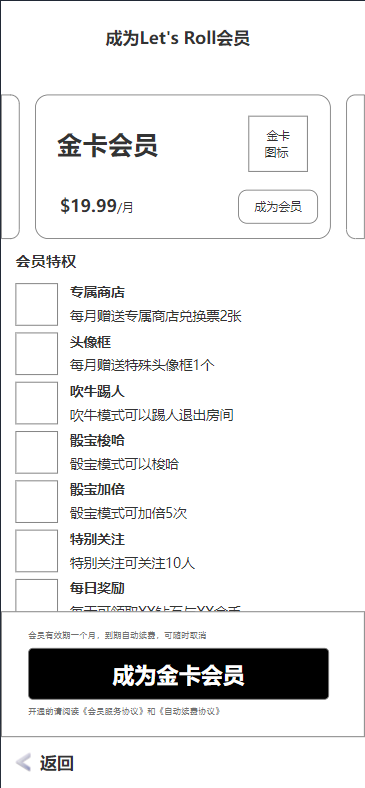 成为Let's Roll会员
金卡会员
金卡
图标
$19.99/月
成为会员
会员特权
专属商店
每月赠送专属商店兑换票2张
头像框
每月赠送特殊头像框1个
吹牛踢人
吹牛模式可以踢人退出房间
骰宝梭哈
骰宝模式可以梭哈
骰宝加倍
骰宝模式可加倍5次
特别关注
特别关注可关注10人
每日奖励
每天可领取XX钻石与XX金币
会员有效期一个月，到期自动续费，可随时取消
成为金卡会员
开通前请阅读《会员服务协议》和《自动续费协议》
返回